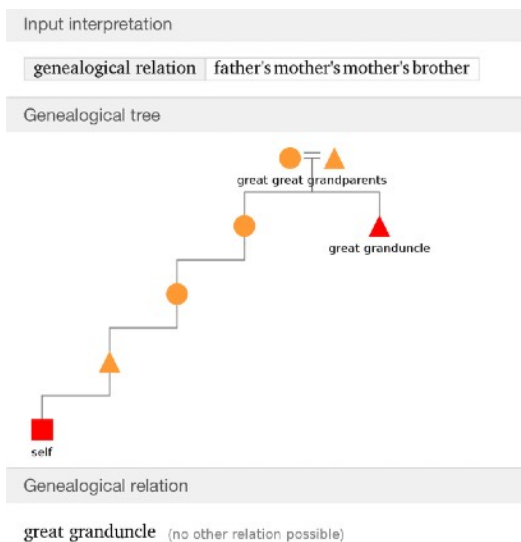 Input interpretation
genealogical relation father's mother's mother's brother
Genealogical tree
great great grandparents
great granduncle
self
Genealogical relation
great granduncle (no other relation possible)